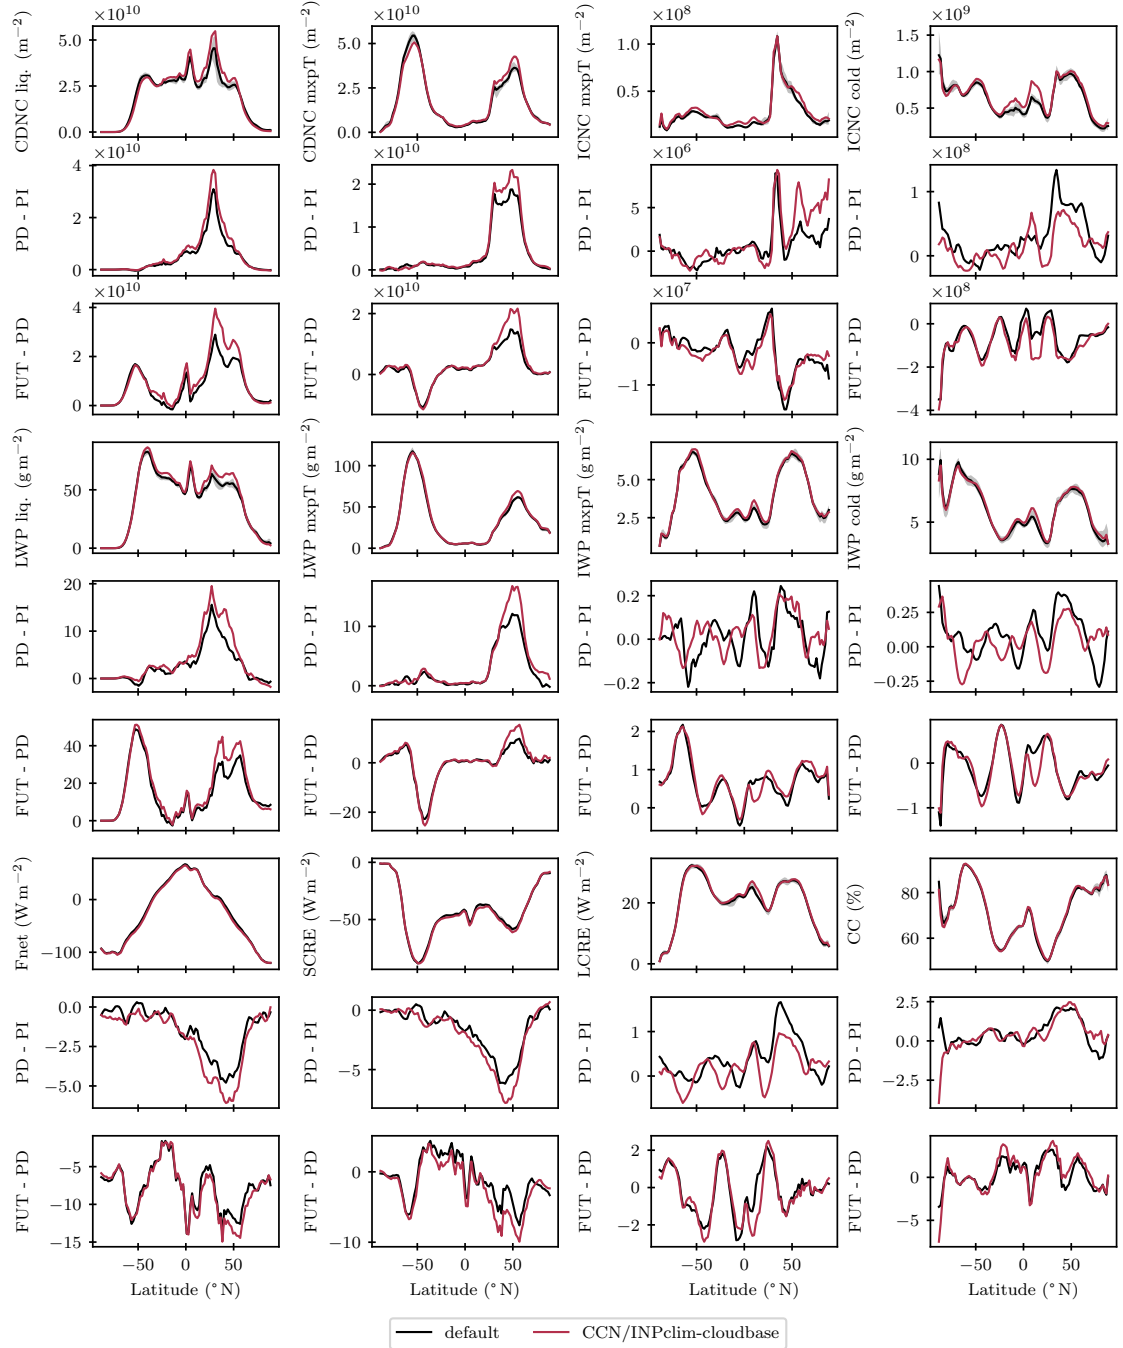 ×10^10 ×10^10 ×10^8 ×10^9
CDNC liq. (m−2)
5.0
2.5
0.0
CDNC mxpT (m−2)
5.0
2.5
0.0
ICNC mxpT (m−2)
1.0
0.5
ICNC cold (m−2)
1.5
1.0
0.5
×10^10 ×10^10 ×10^6 ×10^8
PD - PI
4
2
0
PD - PI
2
1
0
PD - PI
5
0
PD - PI
1
0
×10^10 ×10^10 ×10^7 ×10^8
FUT - PD
4
2
0
FUT - PD
2
0
FUT - PD
0
−1
FUT - PD
0
−2
−4
LWP liq. (g m−2)
50
0
LWP mxpT (g m−2)
100
50
0
IWP mxpT (g m−2)
5.0
2.5
IWP cold (g m−2)
10
5
PD - PI
20
10
0
PD - PI
10
0
PD - PI
0.2
0.0
−0.2
PD - PI
0.25
0.00
−0.25
FUT - PD
40
20
0
FUT - PD
0
−20
FUT - PD
2
1
0
FUT - PD
0
−1
Fnet (W m−2)
0
−100
SCRE (W m−2)
0
−50
LCRE (W m−2)
20
0
CC (%)
80
60
PD - PI
0.0
−2.5
−5.0
PD - PI
0
−5
PD - PI
1
0
PD - PI
2.5
0.0
−2.5
FUT - PD
−5
−10
−15
FUT - PD
0
−10
FUT - PD
2
0
−2
FUT - PD
0
−5
−50 0 50 −50 0 50 −50 0 50 −50 0 50
Latitude (°N) Latitude (°N) Latitude (°N) Latitude (°N)
default CCN/INPclim-cloudbase